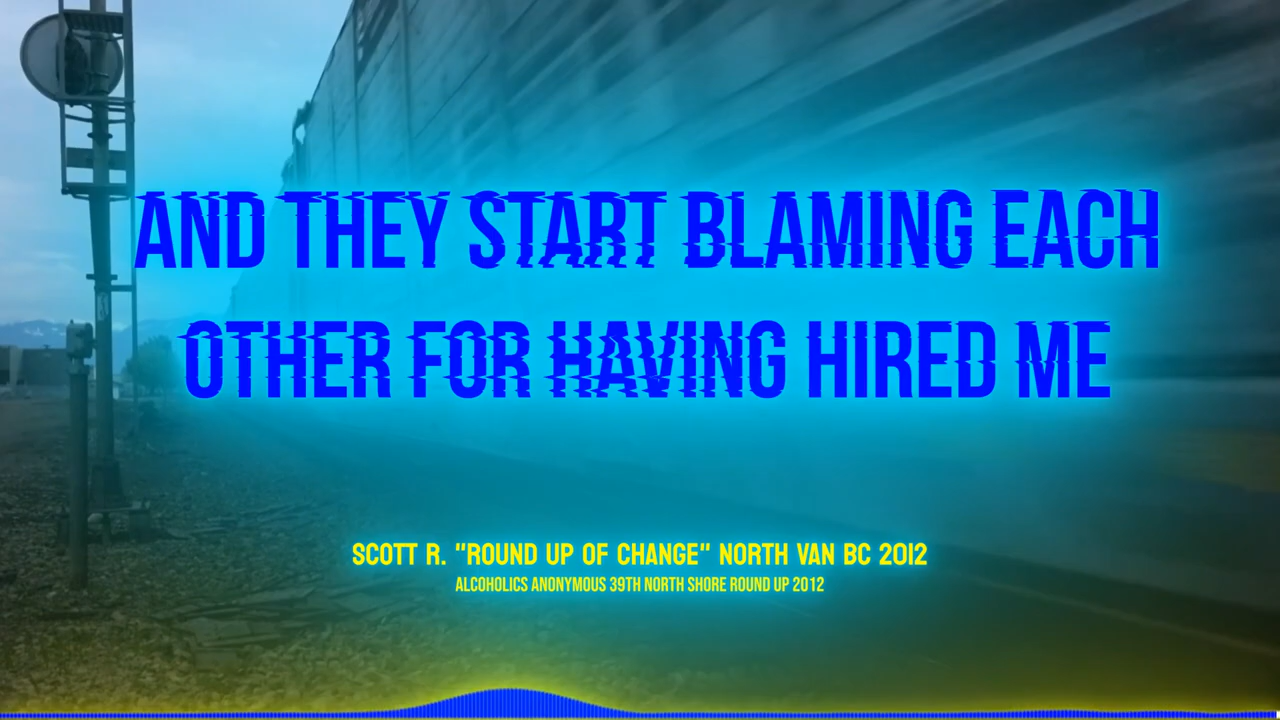 AND THEY START BLAMING EACH
OTHER FOR HAVING HIRED ME
SCOTT R. "ROUND UP OF CHANGE" NORTH VAN BC 2012
ALCOHOLICS ANONYMOUS 39TH NORTH SHORE ROUND UP 2012